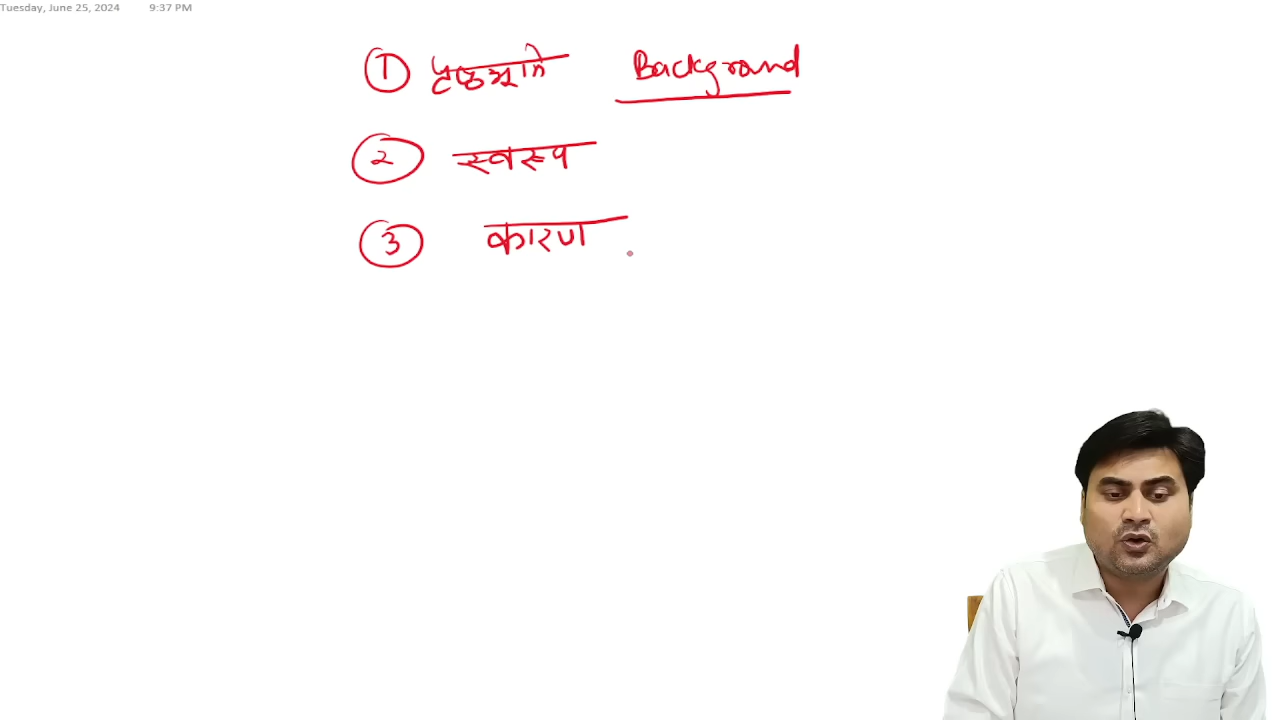 Tuesday, June 25, 2024 9:37 PM
① पृष्ठभूमि Background
② स्वरूप
③ कारण